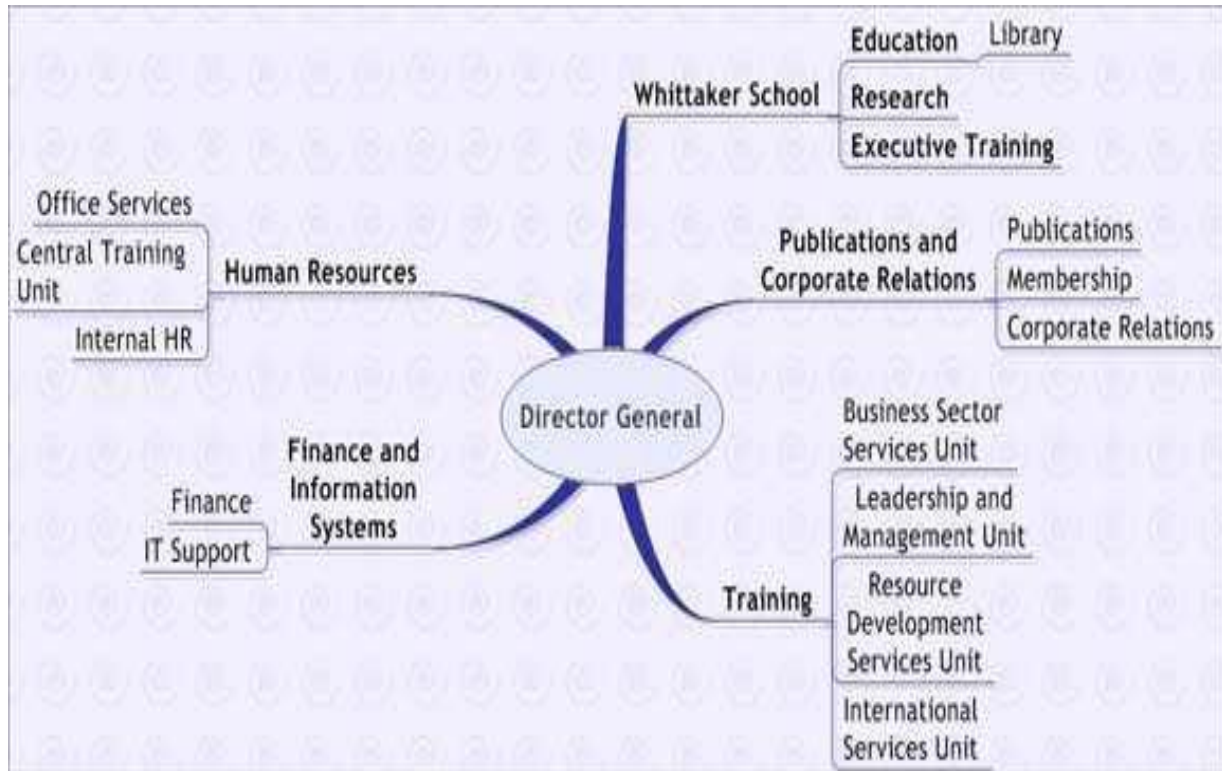 Director General
Whittaker School
Education
Library
Research
Executive Training
Publications and
Corporate Relations
Publications
Membership
Corporate Relations
Training
Business Sector
Services Unit
Leadership and
Management Unit
Resource
Development
Services Unit
International
Services Unit
Finance and
Information
Systems
Finance
IT Support
Human Resources
Office Services
Central Training
Unit
Internal HR